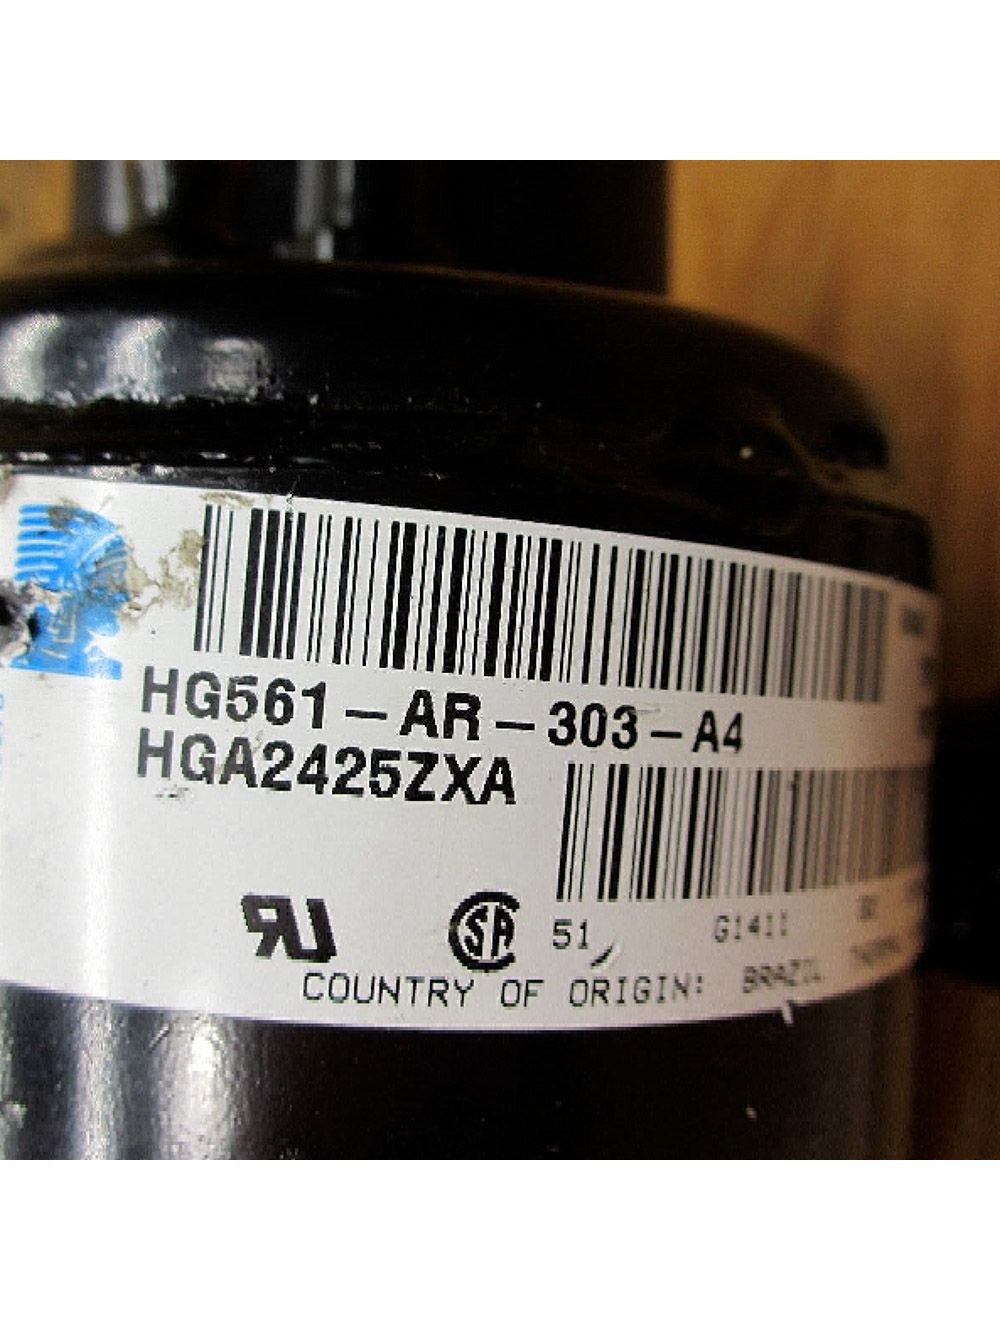 HG561-AR-303-A4
HGA2425ZXA
51 G1411
COUNTRY OF ORIGIN: BRAZIL